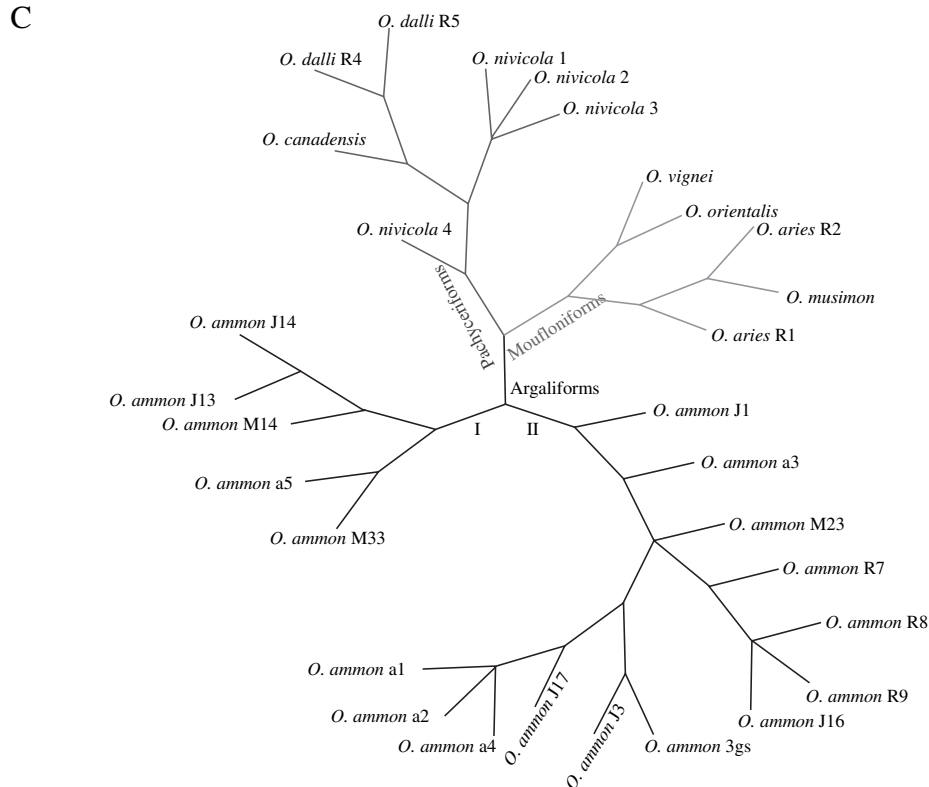 C
O. dalli R5
O. dalli R4
O. nivicola 1
O. nivicola 2
O. nivicola 3
O. canadensis
O. vignei
O. orientalis
O. nivicola 4
O. aries R2
O. musimon
O. aries R1
Pachyceriforms
Moufloniforms
O. ammon J14
Argaliforms
O. ammon J13
O. ammon M14
I
II
O. ammon J1
O. ammon a3
O. ammon a5
O. ammon M33
O. ammon M23
O. ammon R7
O. ammon R8
O. ammon a1
O. ammon R9
O. ammon a2
O. ammon J16
O. ammon a4
O. ammon J17
O. ammon J3
O. ammon 3gs